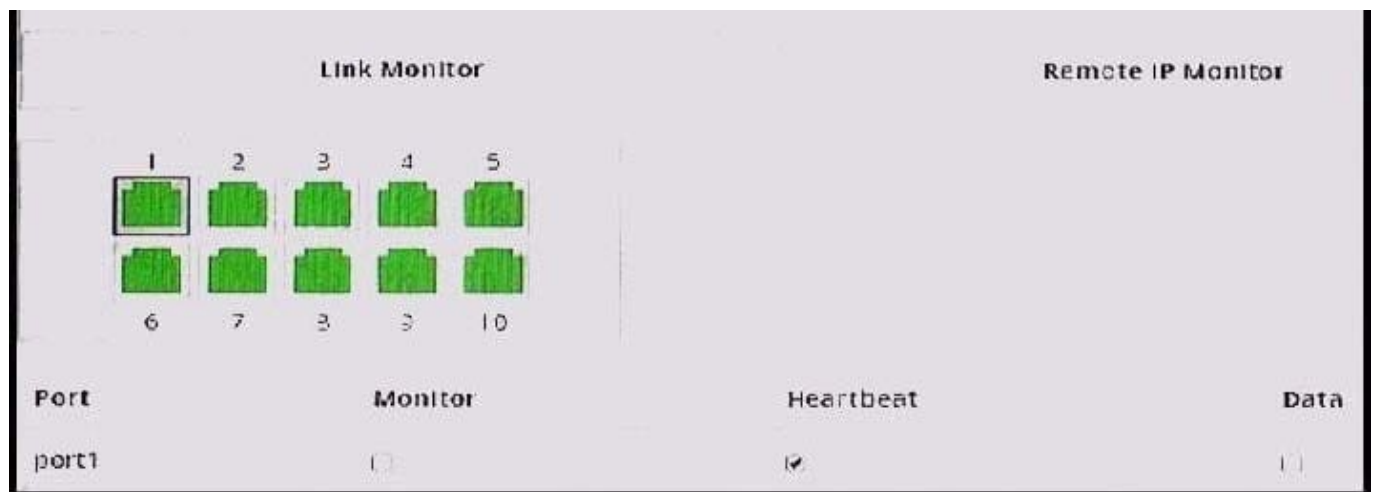 Link Monitor Remote IP Monitor
1 2 3 4 5
6 7 8 9 10
Port Monitor Heartbeat Data
port1